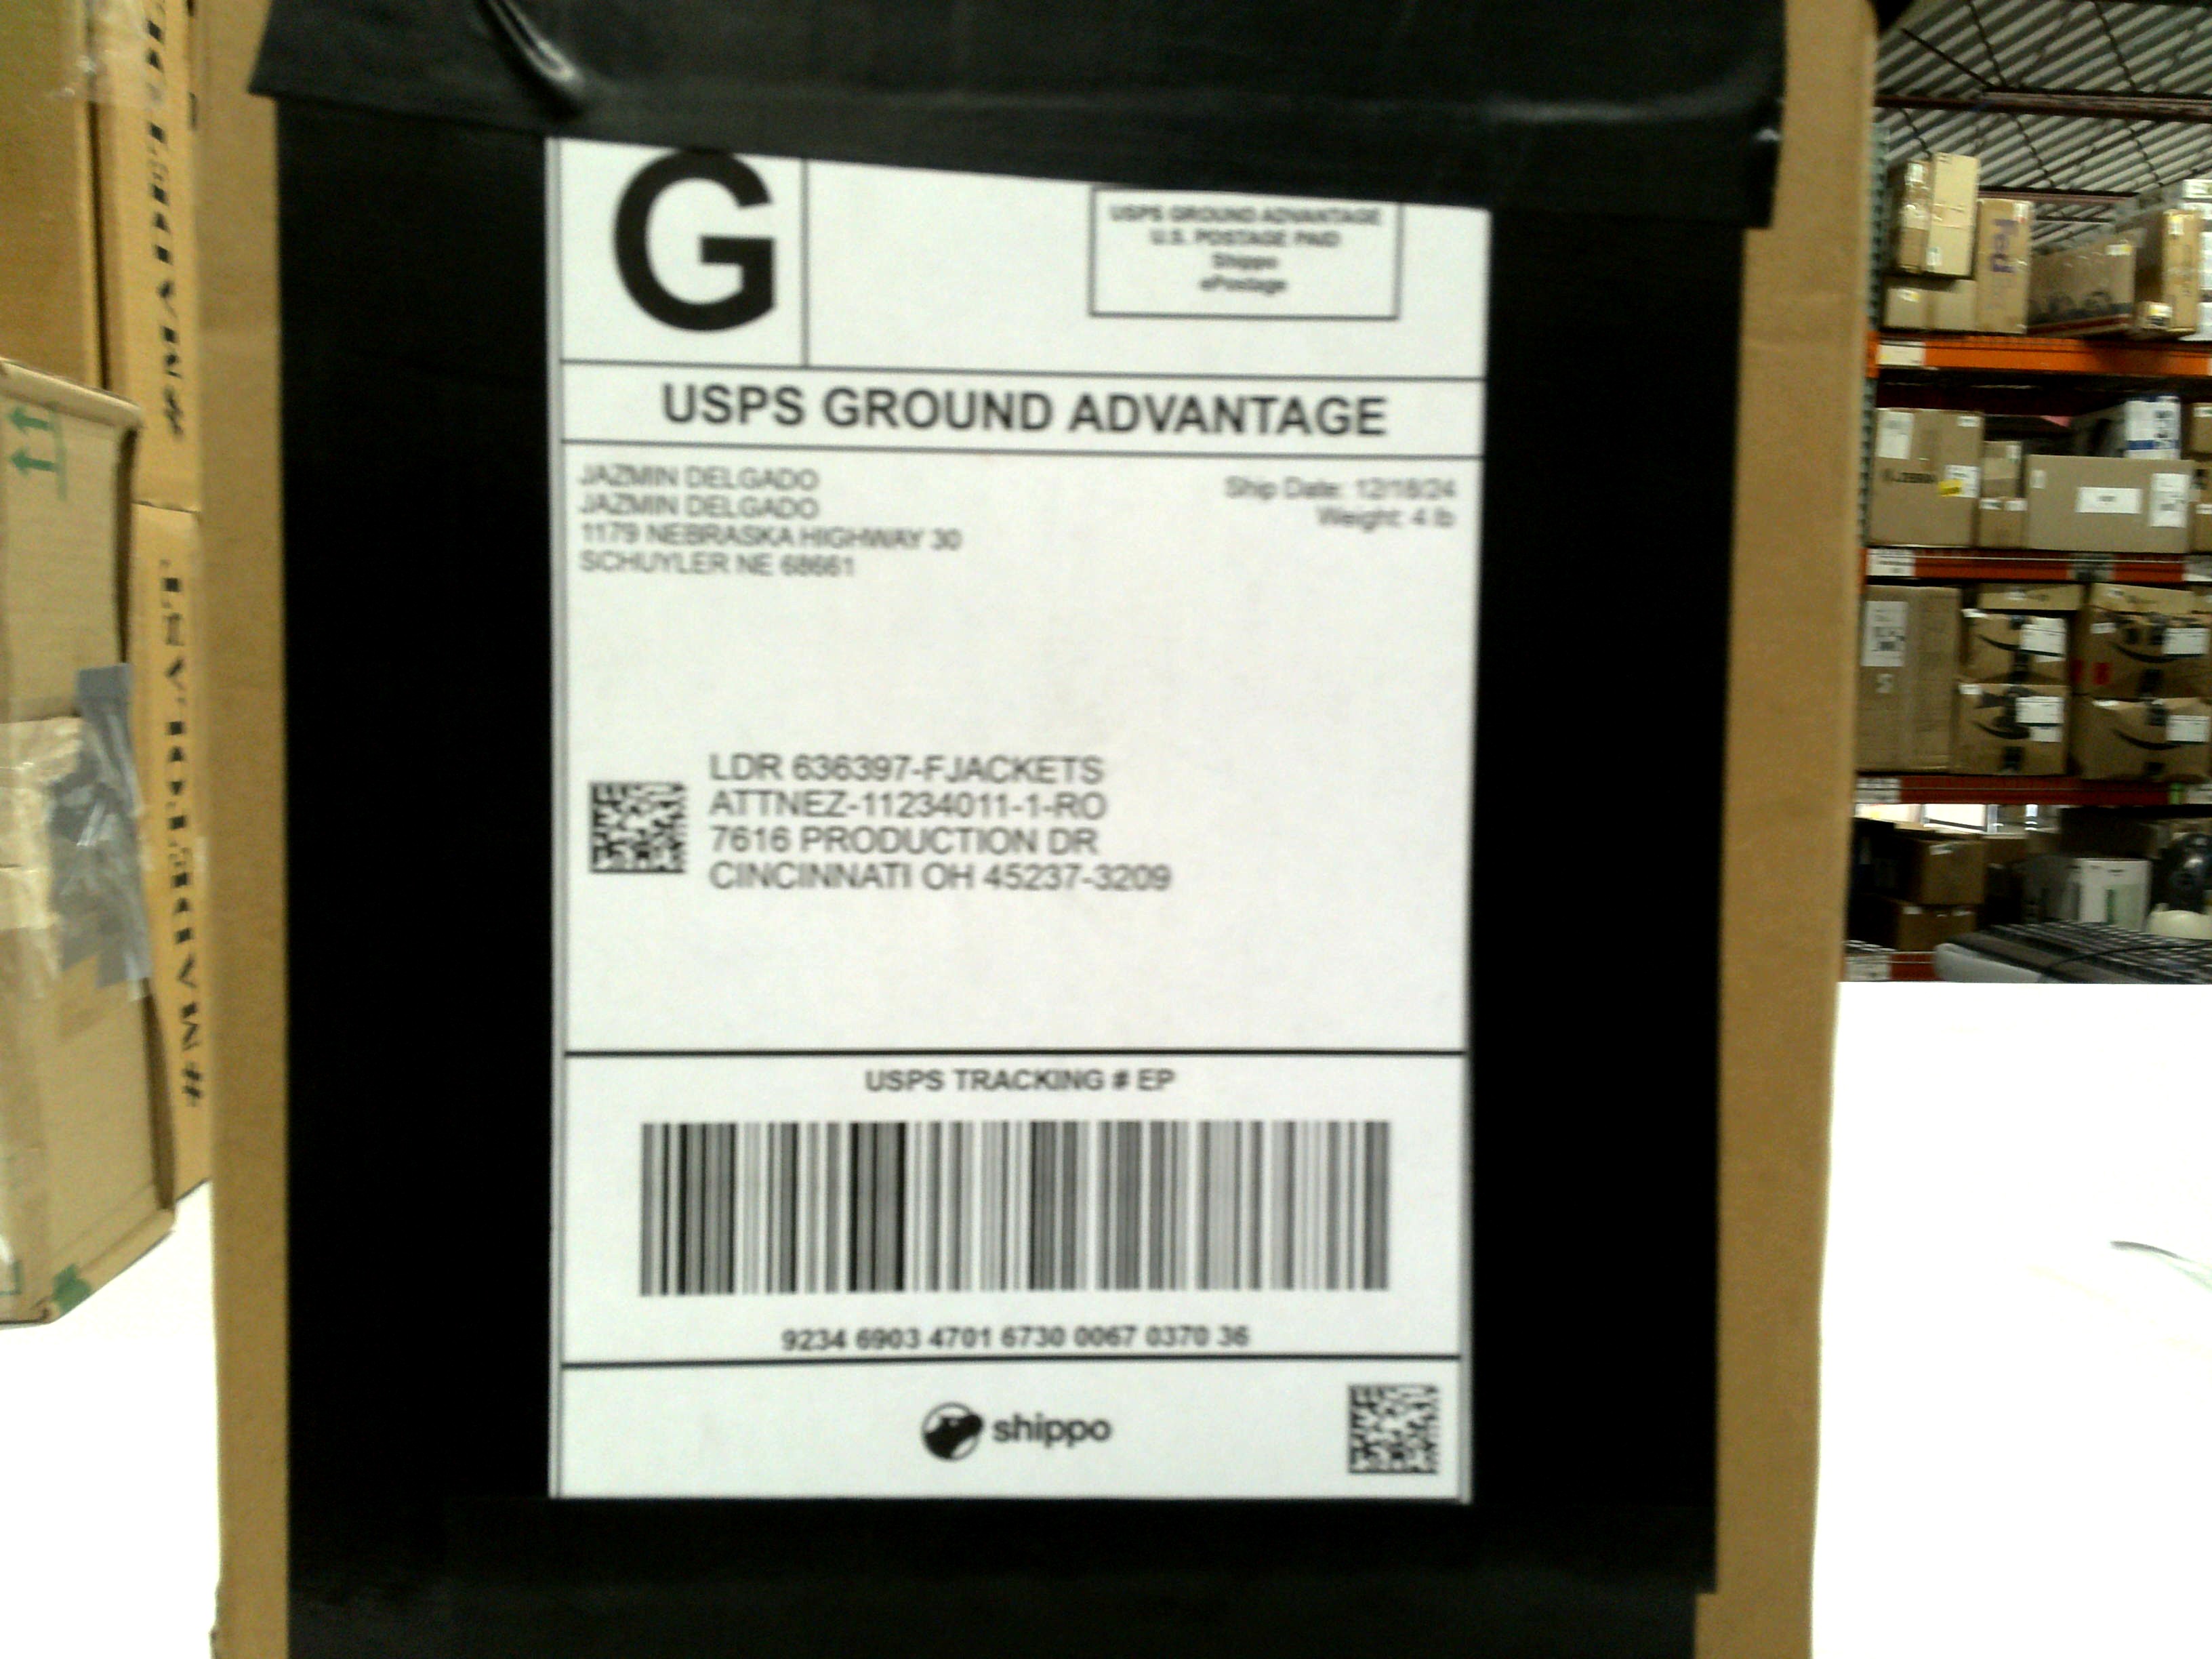 G
USPS GROUND ADVANTAGE
U.S. POSTAGE PAID
Shippo
ePostage
USPS GROUND ADVANTAGE
JAZMIN DELGADO
JAZMIN DELGADO
1179 NEBRASKA HIGHWAY 30
SCHUYLER NE 68661
Ship Date: 12/18/24
Weight: 4 lb
LDR 636397-FJACKETS
ATTNEZ-11234011-1-RO
7616 PRODUCTION DR
CINCINNATI OH 45237-3209
USPS TRACKING # EP
9234 6903 4701 6730 0067 0370 36
shippo